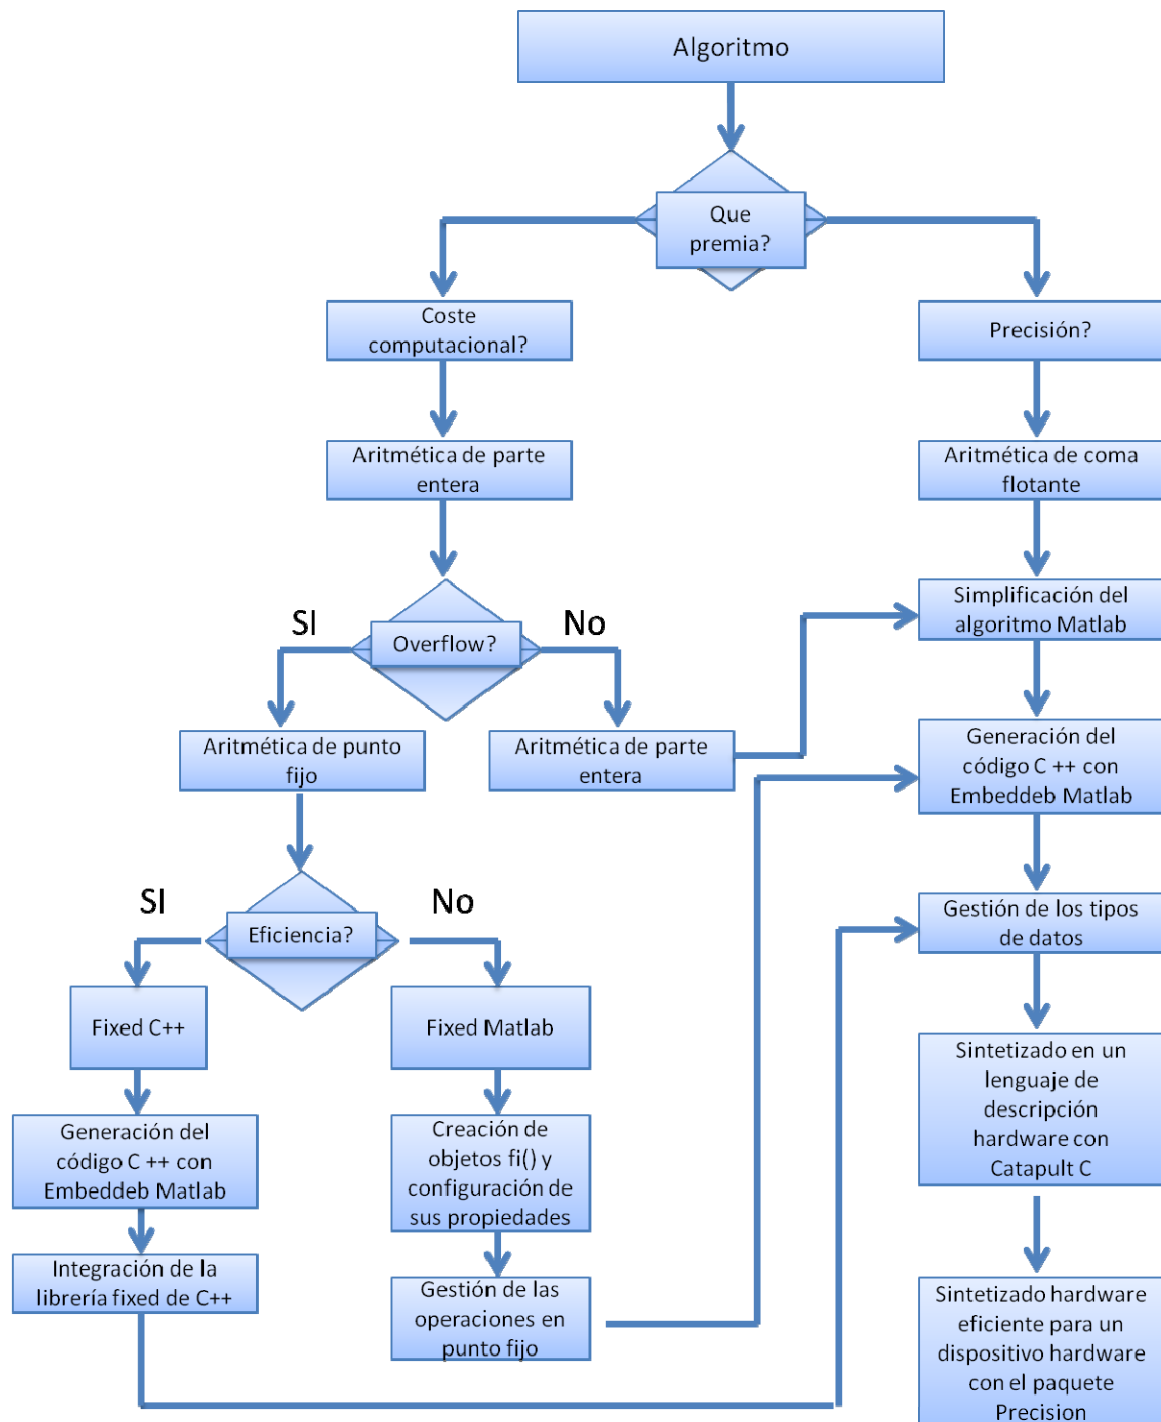 Algoritmo
Que
premia?
Coste
computacional?
Precisión?
Aritmética de parte
entera
Aritmética de coma
flotante
SI
Overflow?
No
Simplificación del
algoritmo Matlab
Aritmética de punto
fijo
Aritmética de parte
entera
Generación del
código C ++ con
Embeddeb Matlab
SI
Eficiencia?
No
Gestión de los tipos
de datos
Fixed C++
Fixed Matlab
Sintetizado en un
lenguaje de
descripción
hardware con
Catapult C
Generación del
código C ++ con
Embeddeb Matlab
Creación de
objetos fi() y
configuración de
sus propiedades
Integración de la
librería fixed de C++
Gestión de las
operaciones en
punto fijo
Sintetizado hardware
eficiente para un
dispositivo hardware
con el paquete
Precision